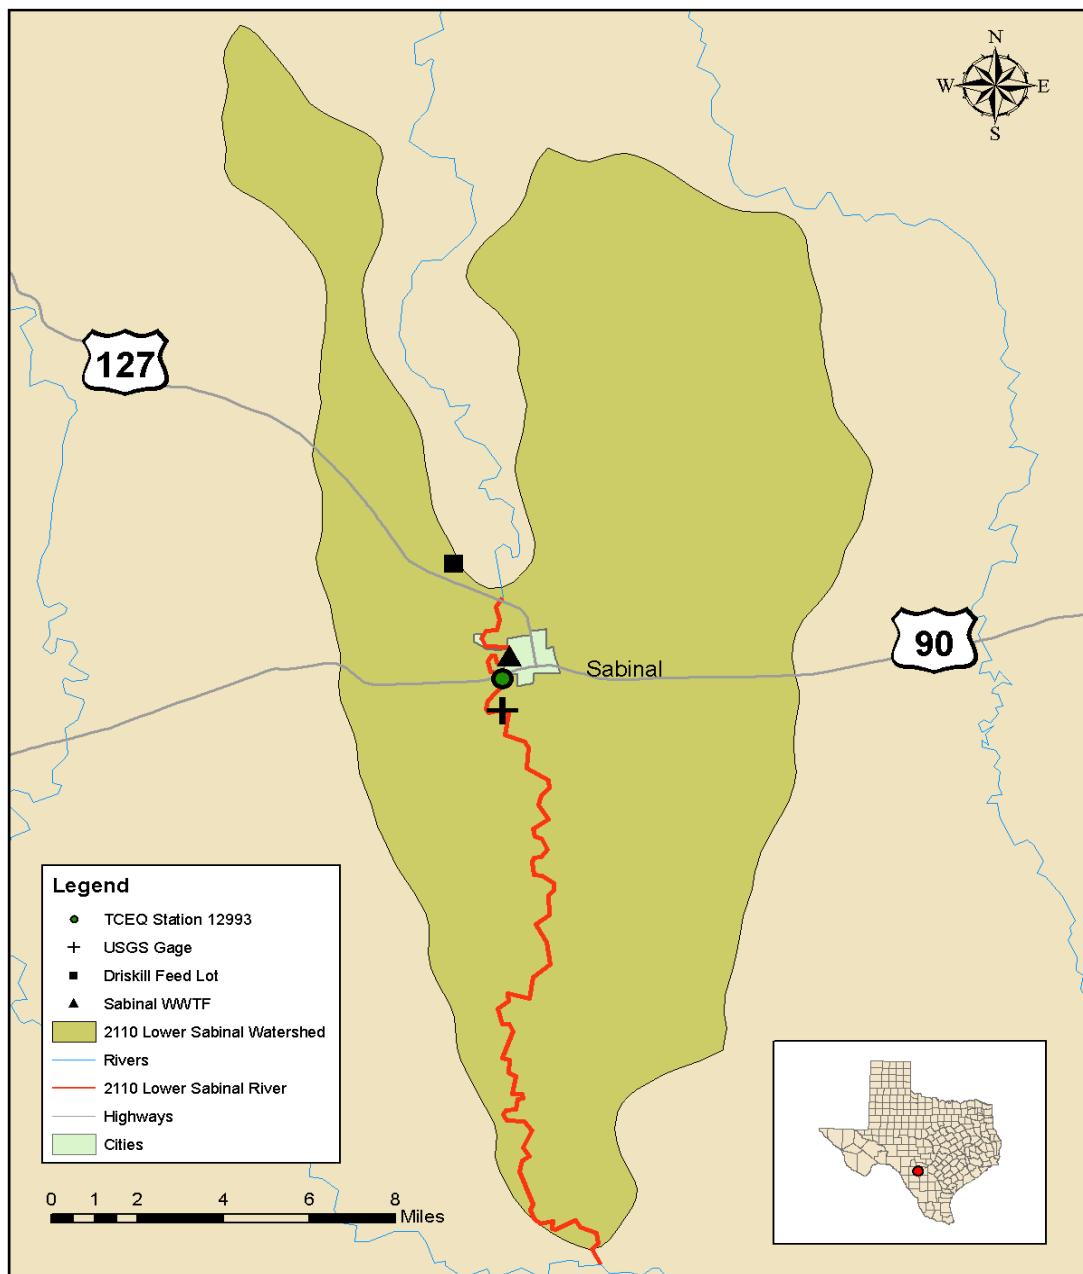 N
W E
S
127
90
Sabinal
Legend
TCEQ Station 12993
USGS Gage
Driskill Feed Lot
Sabinal WWTF
2110 Lower Sabinal Watershed
Rivers
2110 Lower Sabinal River
Highways
Cities
0 1 2 4 6 8
Miles